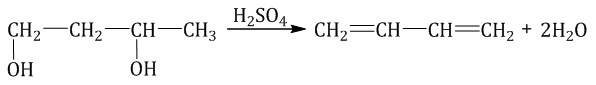 H₂SO₄
CH₂—CH₂—CH—CH₃ ⟶ CH₂=CH—CH=CH₂ + 2H₂O
OH OH